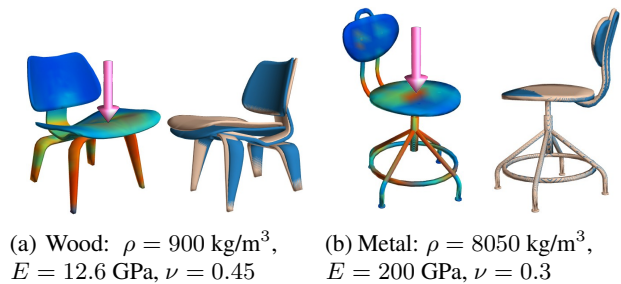 (a) Wood: ρ = 900 kg/m³,
E = 12.6 GPa, ν = 0.45
(b) Metal: ρ = 8050 kg/m³,
E = 200 GPa, ν = 0.3